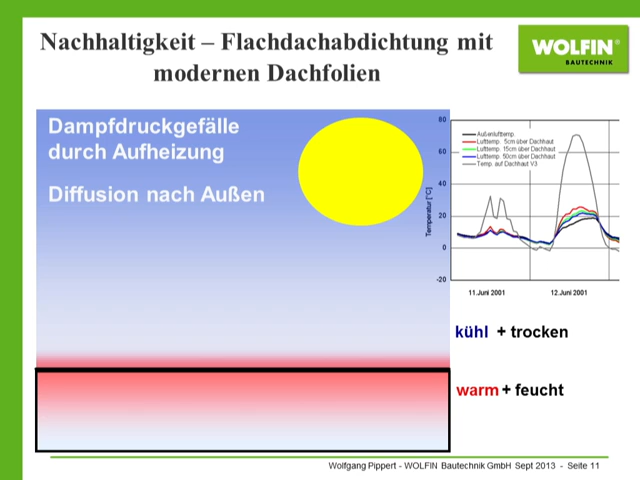 Nachhaltigkeit – Flachdachabdichtung mit
modernen Dachfolien
WOLFIN®
BAUTECHNIK
Dampfdruckgefälle
durch Aufheizung
Diffusion nach Außen
Temperatur [°C]
80
60
40
20
0
-20
Außenlufttemp.
Lufttemp. 5cm über Dachhaut
Lufttemp. 15cm über Dachhaut
Lufttemp. 50cm über Dachhaut
Temp. auf Dachhaut V3
11.Juni 2001
12.Juni 2001
kühl + trocken
warm + feucht
Wolfgang Pippert - WOLFIN Bautechnik GmbH Sept 2013 - Seite 11